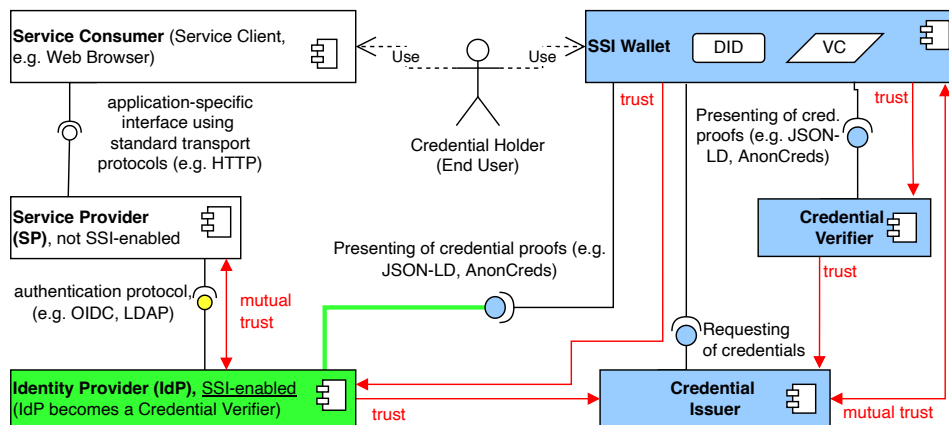 Service Consumer (Service Client,
e.g. Web Browser)
Use
Use
SSI Wallet
DID
VC
application-specific
interface using
standard transport
protocols (e.g. HTTP)
Credential Holder
(End User)
trust
Presenting of cred.
proofs (e.g. JSON-
LD, AnonCreds)
trust
Service Provider
(SP), not SSI-enabled
Credential
Verifier
Presenting of credential proofs (e.g.
JSON-LD, AnonCreds)
trust
authentication protocol,
(e.g. OIDC, LDAP)
mutual
trust
Requesting
of credentials
Identity Provider (IdP), SSI-enabled
(IdP becomes a Credential Verifier)
trust
Credential
Issuer
mutual trust